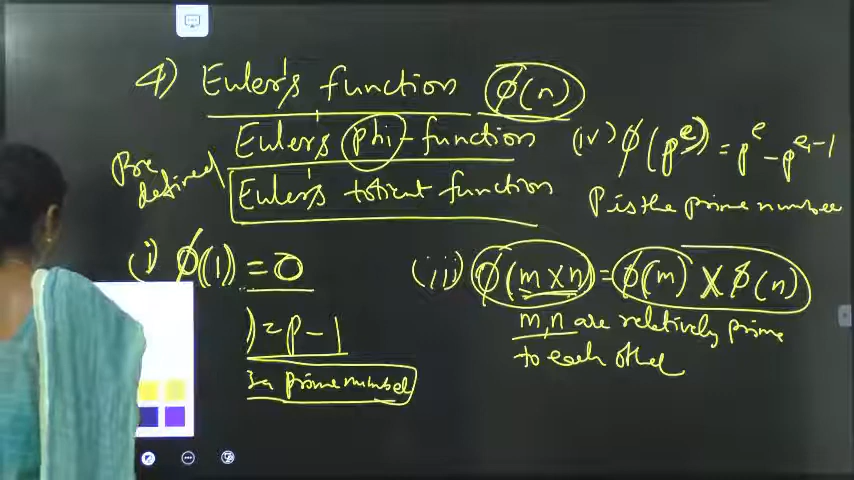 4) Euler's function φ(n)
Euler's phi-function
Pre defined
Euler's totient function
(i) φ(1) = 0
) = p - 1
is a prime number
(iii) φ(m × n) = φ(m) × φ(n)
m, n are relatively prime
to each other
(iv) φ(p^e) = p^e - p^e-1
P is the prime number